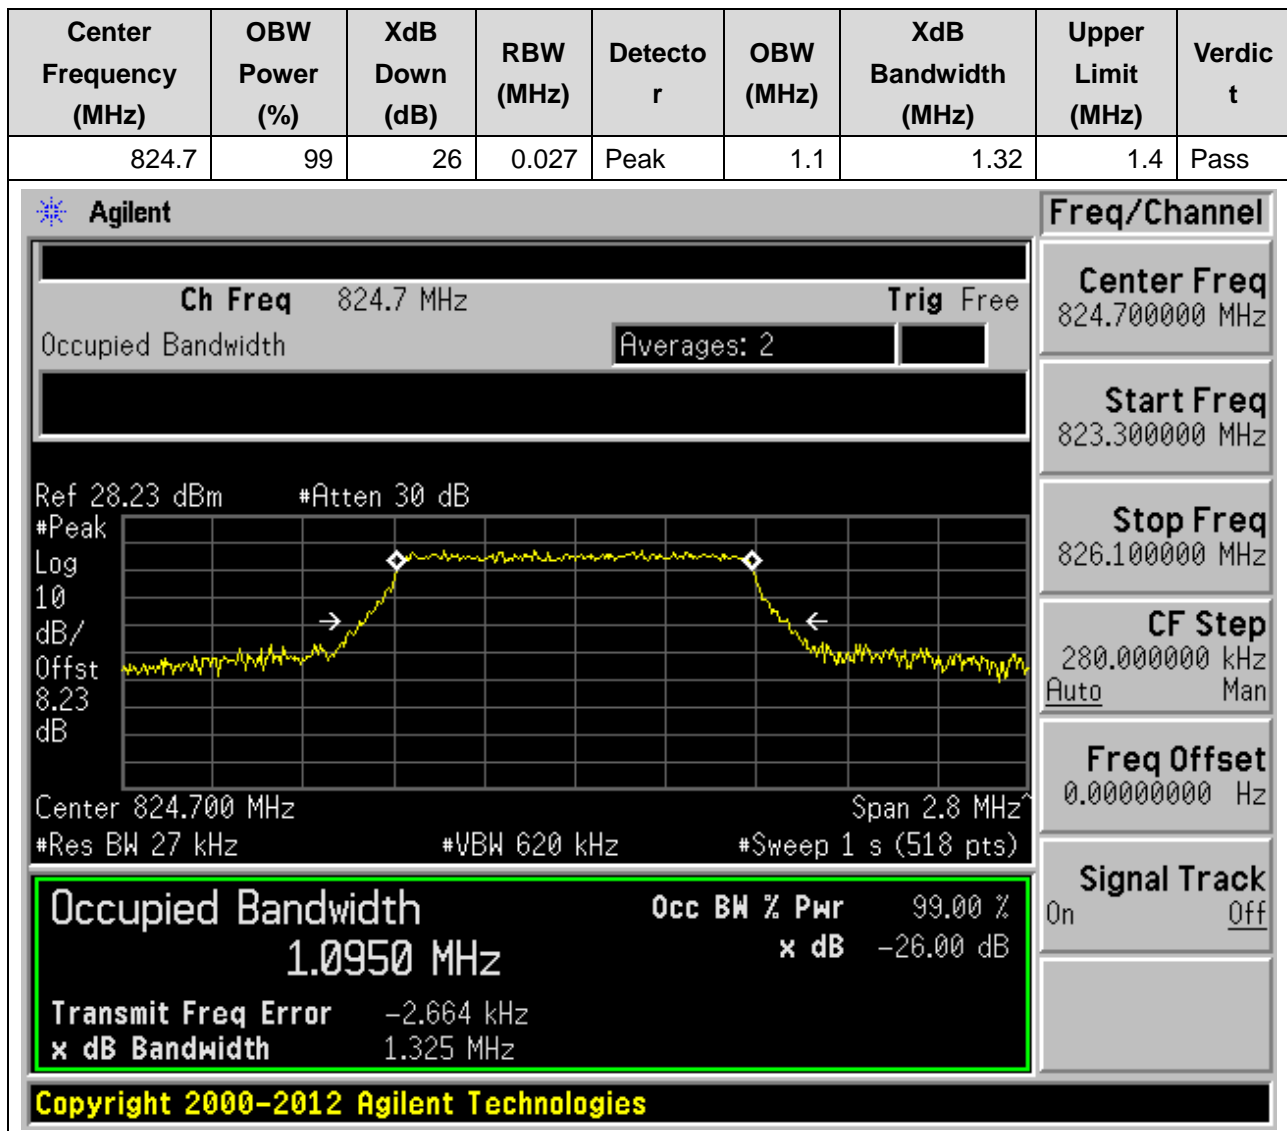 Center Frequency (MHz) OBW Power (%) XdB Down (dB) RBW (MHz) Detecto r OBW (MHz) XdB Bandwidth (MHz) Upper Limit (MHz) Verdic t
824.7 99 26 0.027 Peak 1.1 1.32 1.4 Pass
Agilent
Freq/Channel
Ch Freq 824.7 MHz Trig Free
Occupied Bandwidth Averages: 2
Ref 28.23 dBm #Atten 30 dB
#Peak
Log
10
dB/
Offst
8.23
dB
Center 824.700 MHz Span 2.8 MHz^
#Res BW 27 kHz #VBW 620 kHz #Sweep 1 s (518 pts)
Occupied Bandwidth Occ BW % Pwr 99.00 %
1.0950 MHz x dB -26.00 dB
Transmit Freq Error -2.664 kHz
x dB Bandwidth 1.325 MHz
Center Freq
824.700000 MHz
Start Freq
823.300000 MHz
Stop Freq
826.100000 MHz
CF Step
280.000000 kHz
Auto Man
Freq Offset
0.00000000 Hz
Signal Track
On Off
Copyright 2000-2012 Agilent Technologies